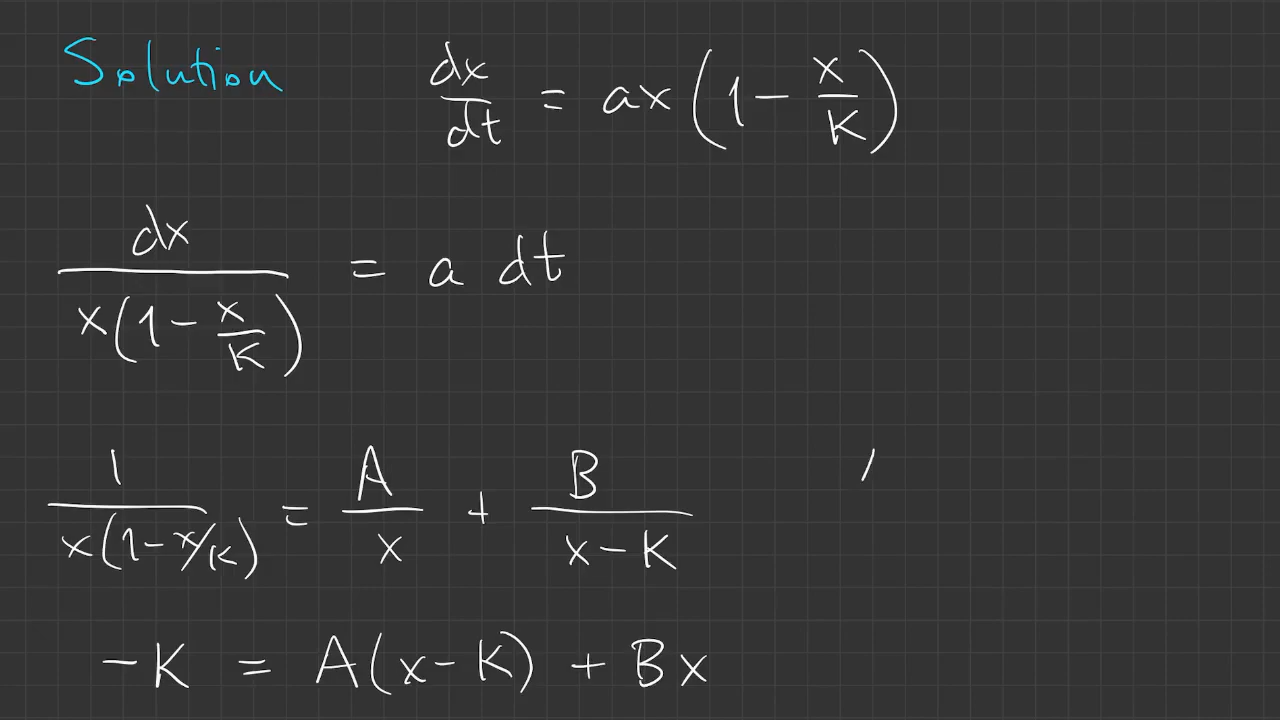 Solution dx/dt = ax(1 - x/K)
dx / x(1 - x/K) = a dt
1 / x(1 - x/K) = A/x + B/(x - K)
-K = A(x - K) + Bx